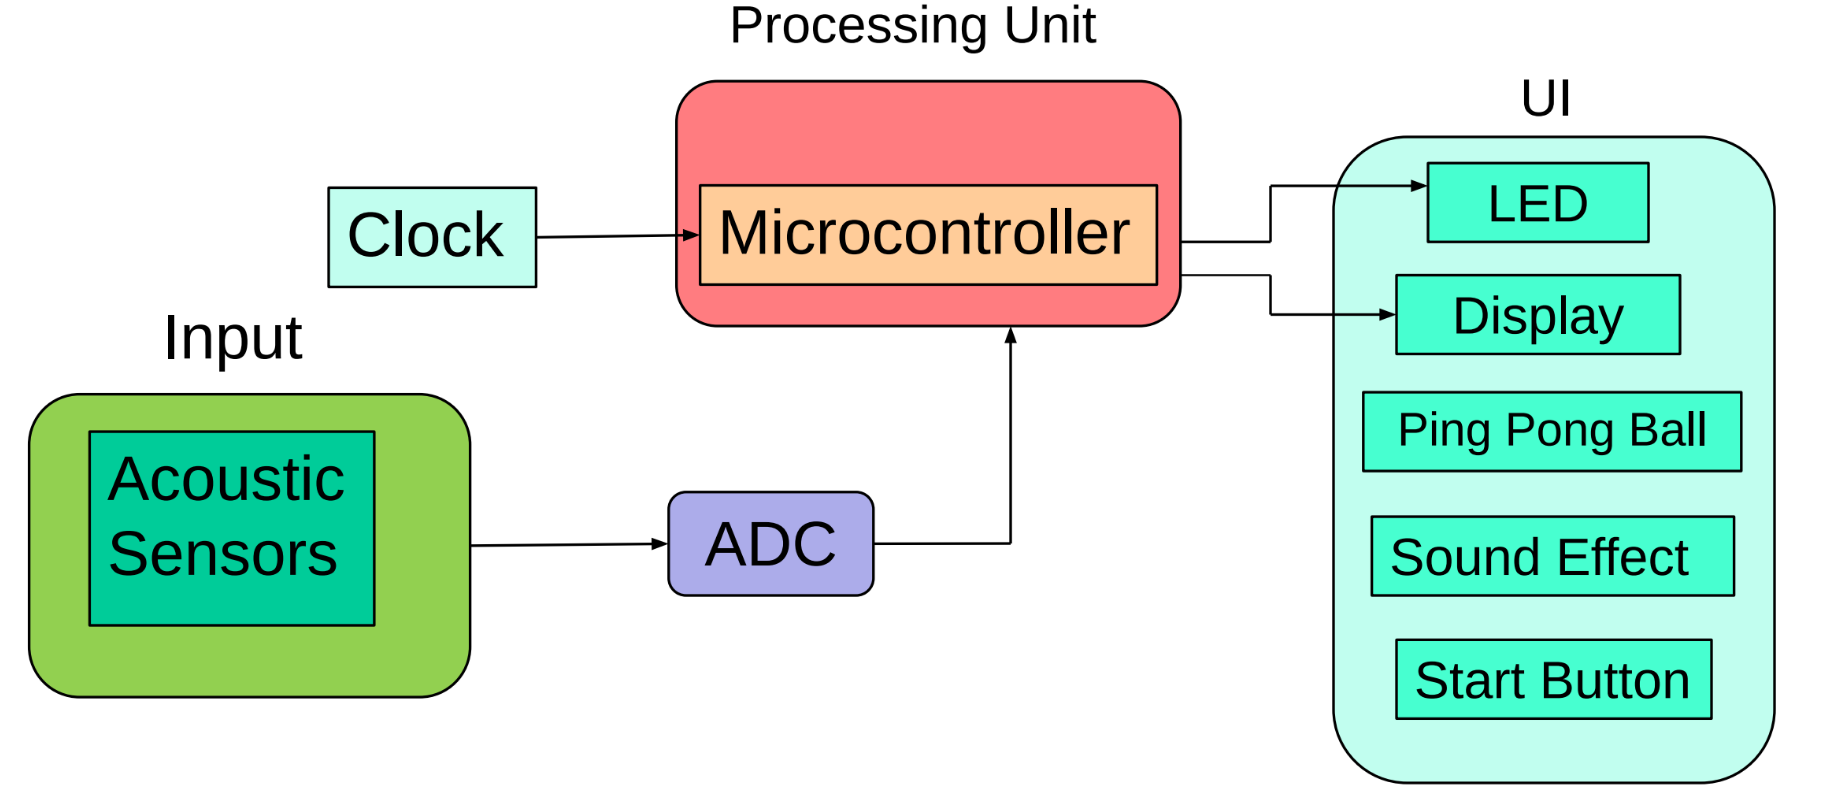 Processing Unit
UI
Clock
Microcontroller
LED
Display
Input
Acoustic
Sensors
ADC
Ping Pong Ball
Sound Effect
Start Button